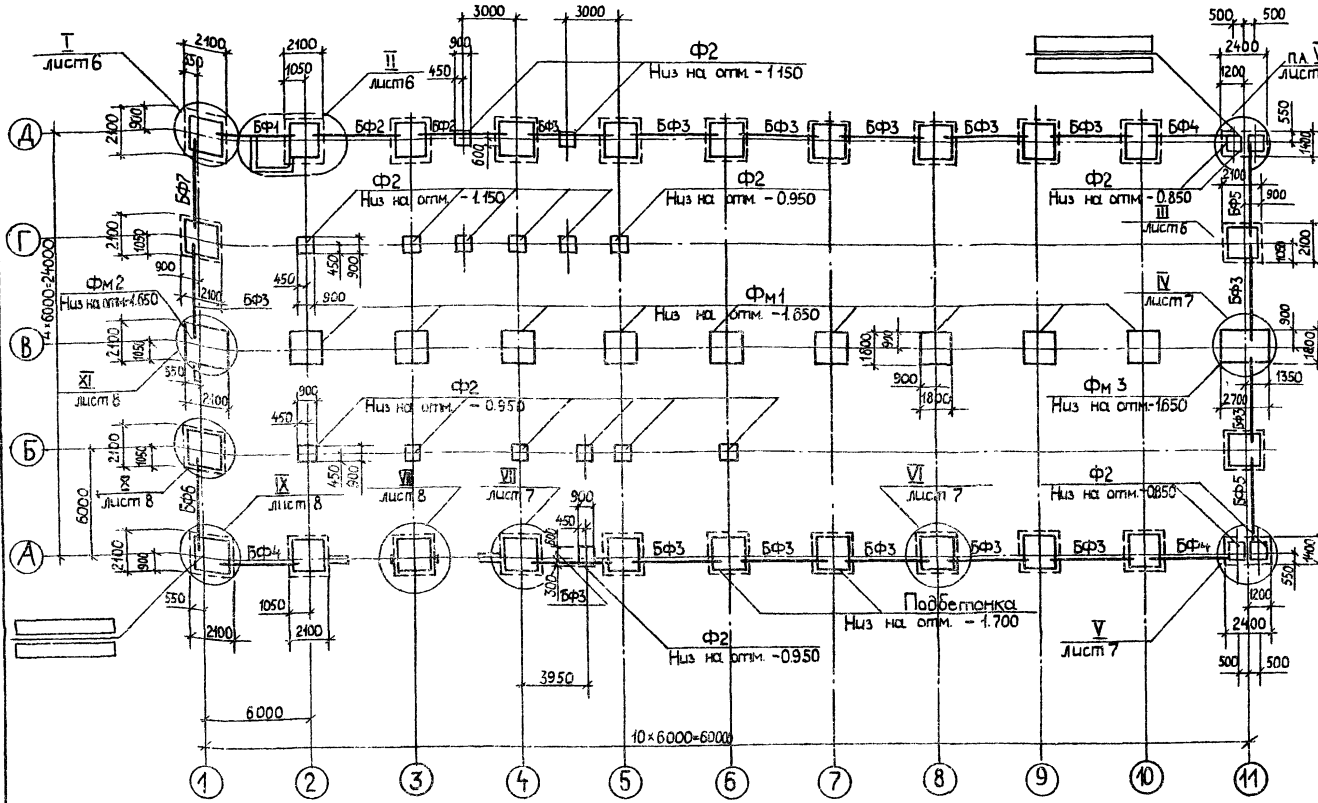 3000
3000
500
500
I
лист 6
2100
550
2100
1050
II
лист 6
900
450
Ф2
Низ на отм. -1150
2400
1200
п.А V
лист
550
1400
Д
900
2100
БФ1
БФ2
БФ2
БФ3
600
БФ3
БФ3
БФ3
БФ3
БФ3
БФ4
БФ7
Ф2
Низ на отм. -1.150
Ф2
Низ на отм. -0.950
Ф2
Низ на отм. -0.850
2100
900
БФ5
III
лист 6
Г
2100
1050
450
900
1050
2100
4×6000=24000
900
2100
БФ3
450
900
Фм2
Низ на отм.-1.650
Фм1
Низ на отм. -1.650
IV
лист 7
БФ3
900
В
2100
1050
1800
900
1800
XI
лист 8
550
2100
900
450
Ф2
Низ на отм. -0.950
900
1800
Фм3
Низ на отм.-1650
1350
2700
БФ3
Б
2100
1050
450
900
6000
лист 8
БФ6
IX
лист 8
VIII
лист 8
VII
лист 7
900
450
VI
лист 7
Ф2
Низ на отм.-0.850
БФ5
А
2100
900
БФ4
600
300
БФ3
БФ3
БФ3
БФ3
БФ3
БФ3
БФ4
1400
550
550
2100
1050
2100
Подбетонка
Низ на отм. -1.700
1200
2400
V
лист 7
Ф2
Низ на отм. -0.950
500
500
3950
6000
10×6000=60000
1
2
3
4
5
6
7
8
9
10
11